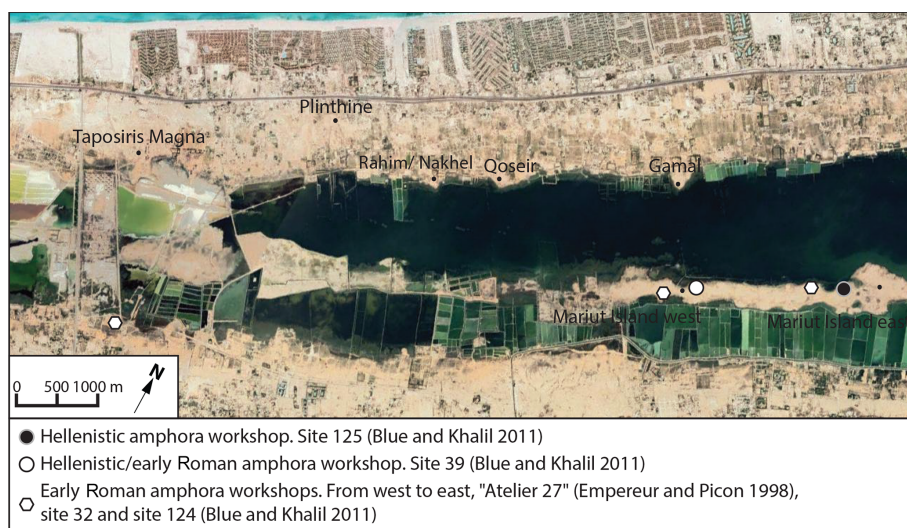 Plinthine
Taposiris Magna
Rahim/ Nakhel
Qoseir
Gamal
Mariut Island west
Mariut Island east
N
0 500 1000 m
Hellenistic amphora workshop. Site 125 (Blue and Khalil 2011)
Hellenistic/early Roman amphora workshop. Site 39 (Blue and Khalil 2011)
Early Roman amphora workshops. From west to east, "Atelier 27" (Empereur and Picon 1998),
site 32 and site 124 (Blue and Khalil 2011)